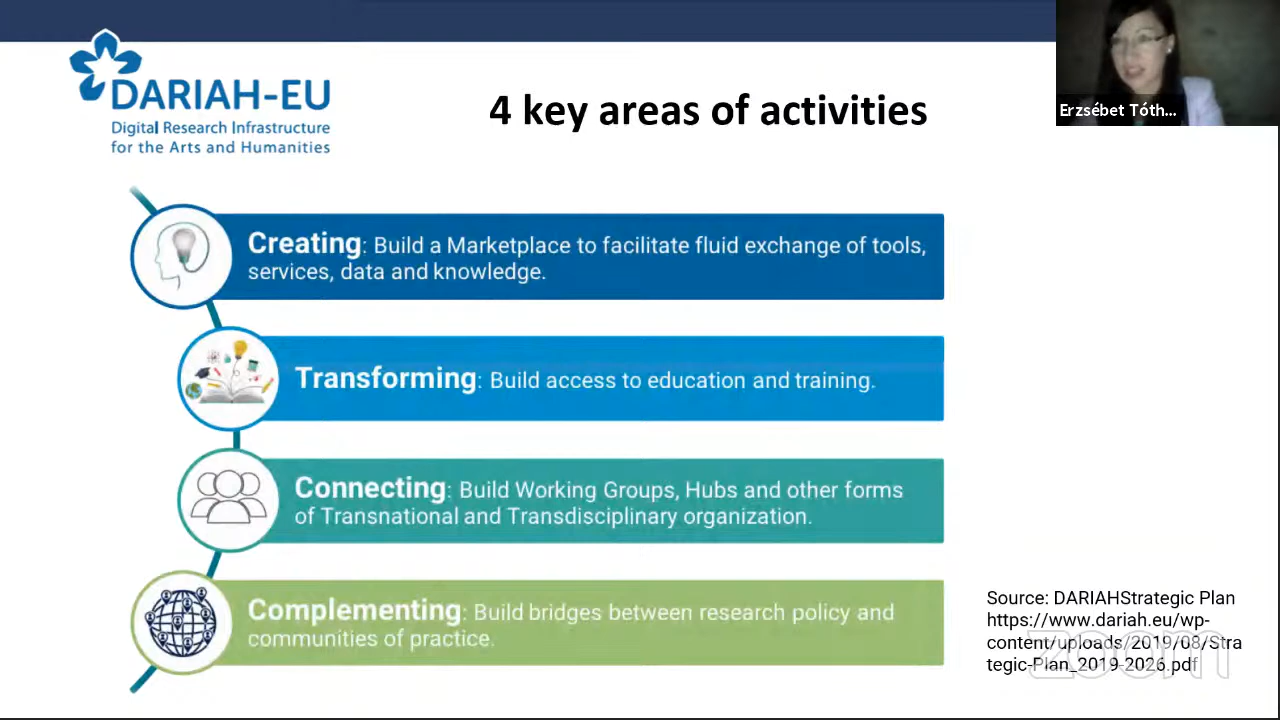 DARIAH-EU
Digital Research Infrastructure
for the Arts and Humanities
4 key areas of activities
Erzsébet Tóth...
Creating: Build a Marketplace to facilitate fluid exchange of tools,
services, data and knowledge.
Transforming: Build access to education and training.
Connecting: Build Working Groups, Hubs and other forms
of Transnational and Transdisciplinary organization.
Complementing: Build bridges between research policy and
communities of practice.
Source: DARIAHStrategic Plan
https://www.dariah.eu/wp-
content/uploads/2019/08/Stra
tegic-Plan_2019-2026.pdf
zoom